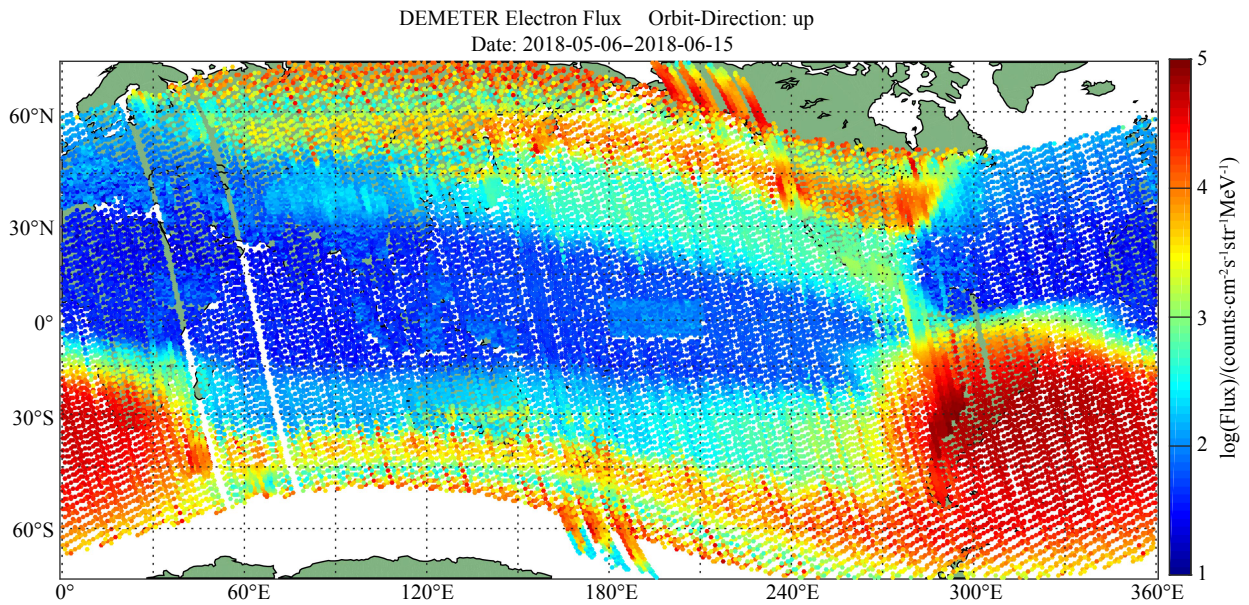 DEMETER Electron Flux Orbit-Direction: up
Date: 2018-05-06−2018-06-15
60°N
30°N
0°
30°S
60°S
0°
60°E
120°E
180°E
240°E
300°E
360°E
5
4
3
2
1
log(Flux)/(counts·cm⁻²s⁻¹str⁻¹MeV⁻¹)